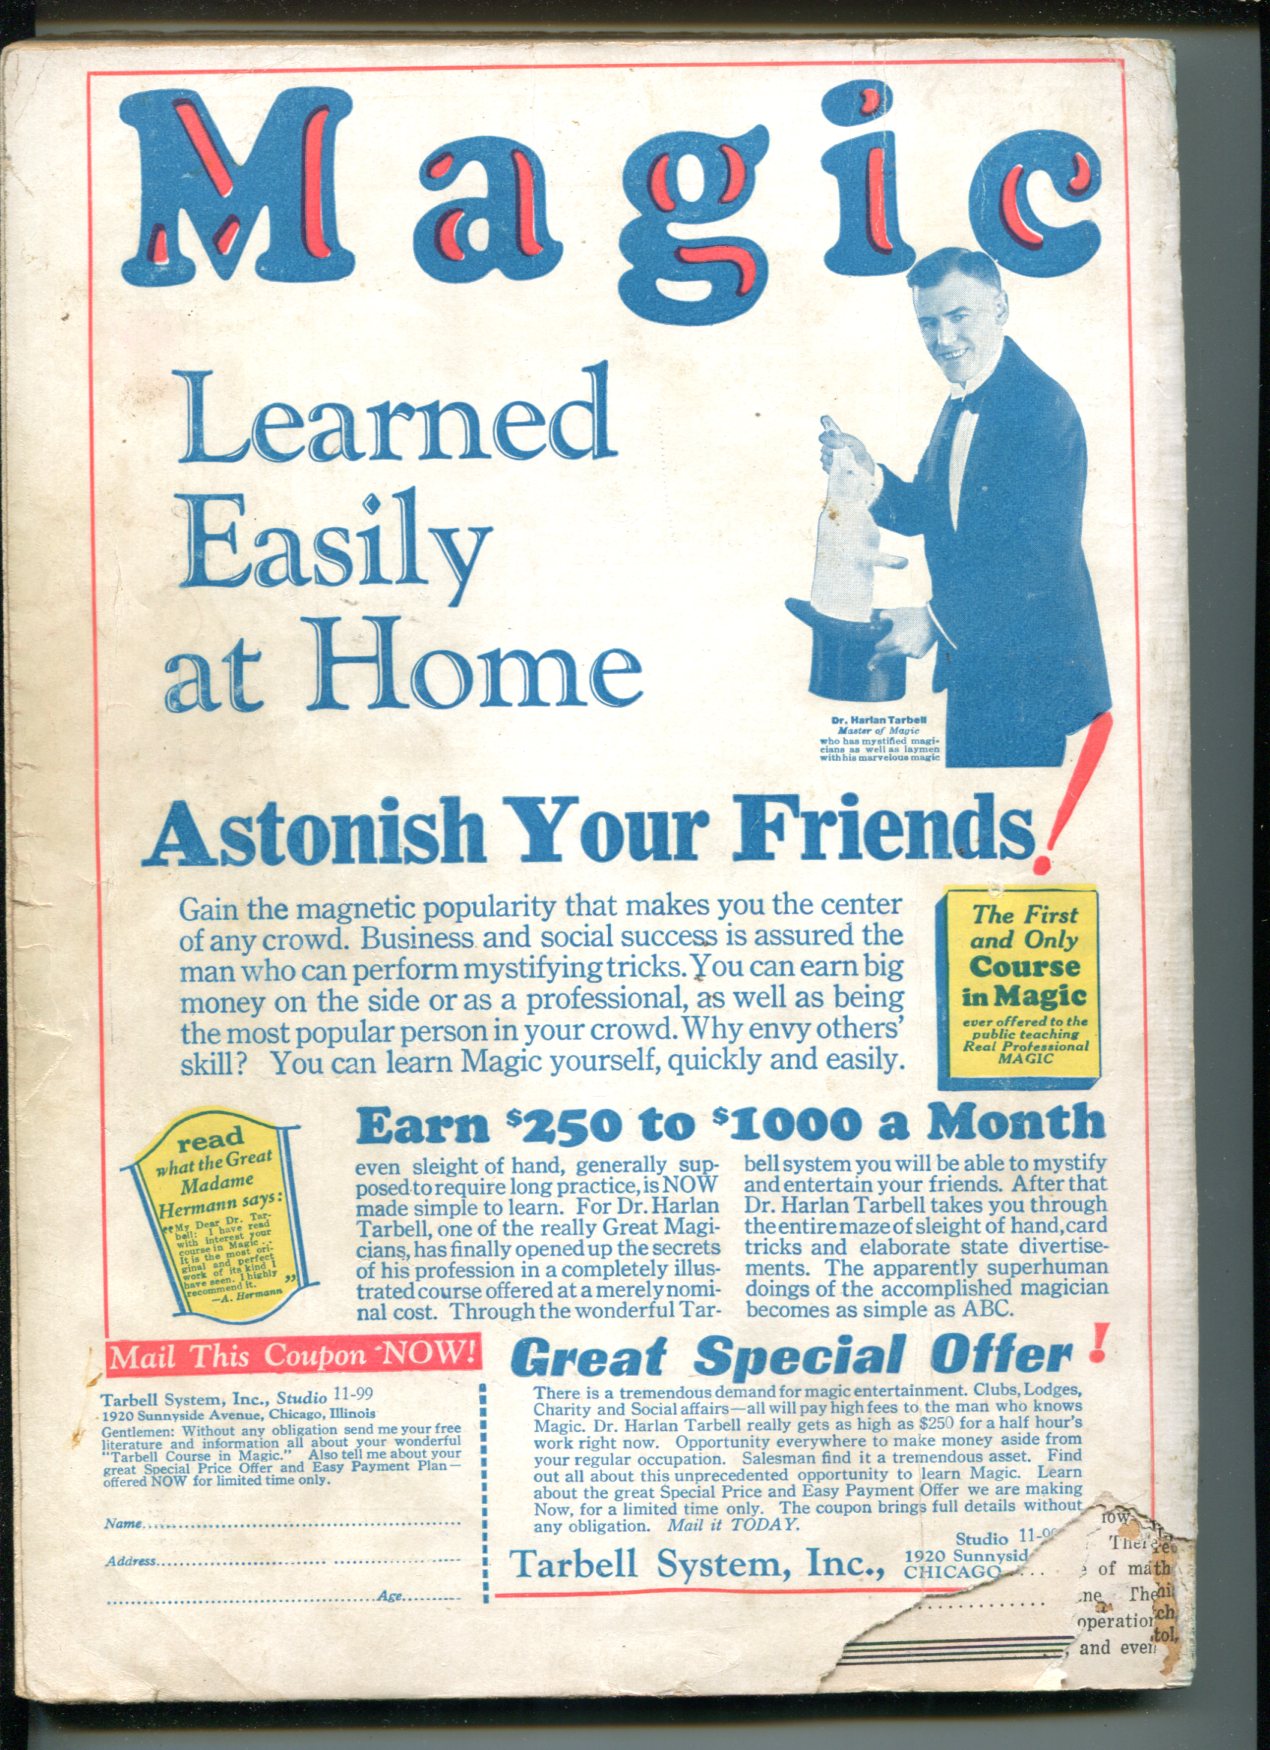 Magic
Learned
Easily
at Home
Dr. Harlan Tarbell
Master of Magic
who has mystified magi-
cians as well as laymen
with his marvelous magic
Astonish Your Friends!
Gain the magnetic popularity that makes you the center
of any crowd. Business and social success is assured the
man who can perform mystifying tricks. You can earn big
money on the side or as a professional, as well as being
the most popular person in your crowd. Why envy others'
skill? You can learn Magic yourself, quickly and easily.
The First
and Only
Course
in Magic
ever offered to the
public teaching
Real Professional
MAGIC
read
what the Great
Madame
Hermann says:
"My Dear Dr. Tar-
bell: I have read
with interest your
course in Magic...
It is the most ori-
ginal and perfect
work of its kind I
have seen. I highly
recommend it."
—A. Hermann
Earn $250 to $1000 a Month
even sleight of hand, generally sup-
posed to require long practice, is NOW
made simple to learn. For Dr. Harlan
Tarbell, one of the really Great Magi-
cians, has finally opened up the secrets
of his profession in a completely illus-
trated course offered at a merely nomi-
nal cost. Through the wonderful Tar-
bell system you will be able to mystify
and entertain your friends. After that
Dr. Harlan Tarbell takes you through
the entire maze of sleight of hand, card
tricks and elaborate state divertise-
ments. The apparently superhuman
doings of the accomplished magician
becomes as simple as ABC.
Mail This Coupon NOW!
Tarbell System, Inc., Studio 11-99
1920 Sunnyside Avenue, Chicago, Illinois
Gentlemen: Without any obligation send me your free
literature and information all about your wonderful
"Tarbell Course in Magic." Also tell me about your
great Special Price Offer and Easy Payment Plan—
offered NOW for limited time only.
Name
Address
Age
Great Special Offer!
There is a tremendous demand for magic entertainment. Clubs, Lodges,
Charity and Social affairs—all will pay high fees to the man who knows
Magic. Dr. Harlan Tarbell really gets as high as $250 for a half hour's
work right now. Opportunity everywhere to make money aside from
your regular occupation. Salesman find it a tremendous asset. Find
out all about this unprecedented opportunity to learn Magic. Learn
about the great Special Price and Easy Payment Offer we are making
Now, for a limited time only. The coupon brings full details without
any obligation. Mail it TODAY.
Tarbell System, Inc.,
Studio 11-9
1920 Sunnysid
CHICAGO
of math
operation
and even